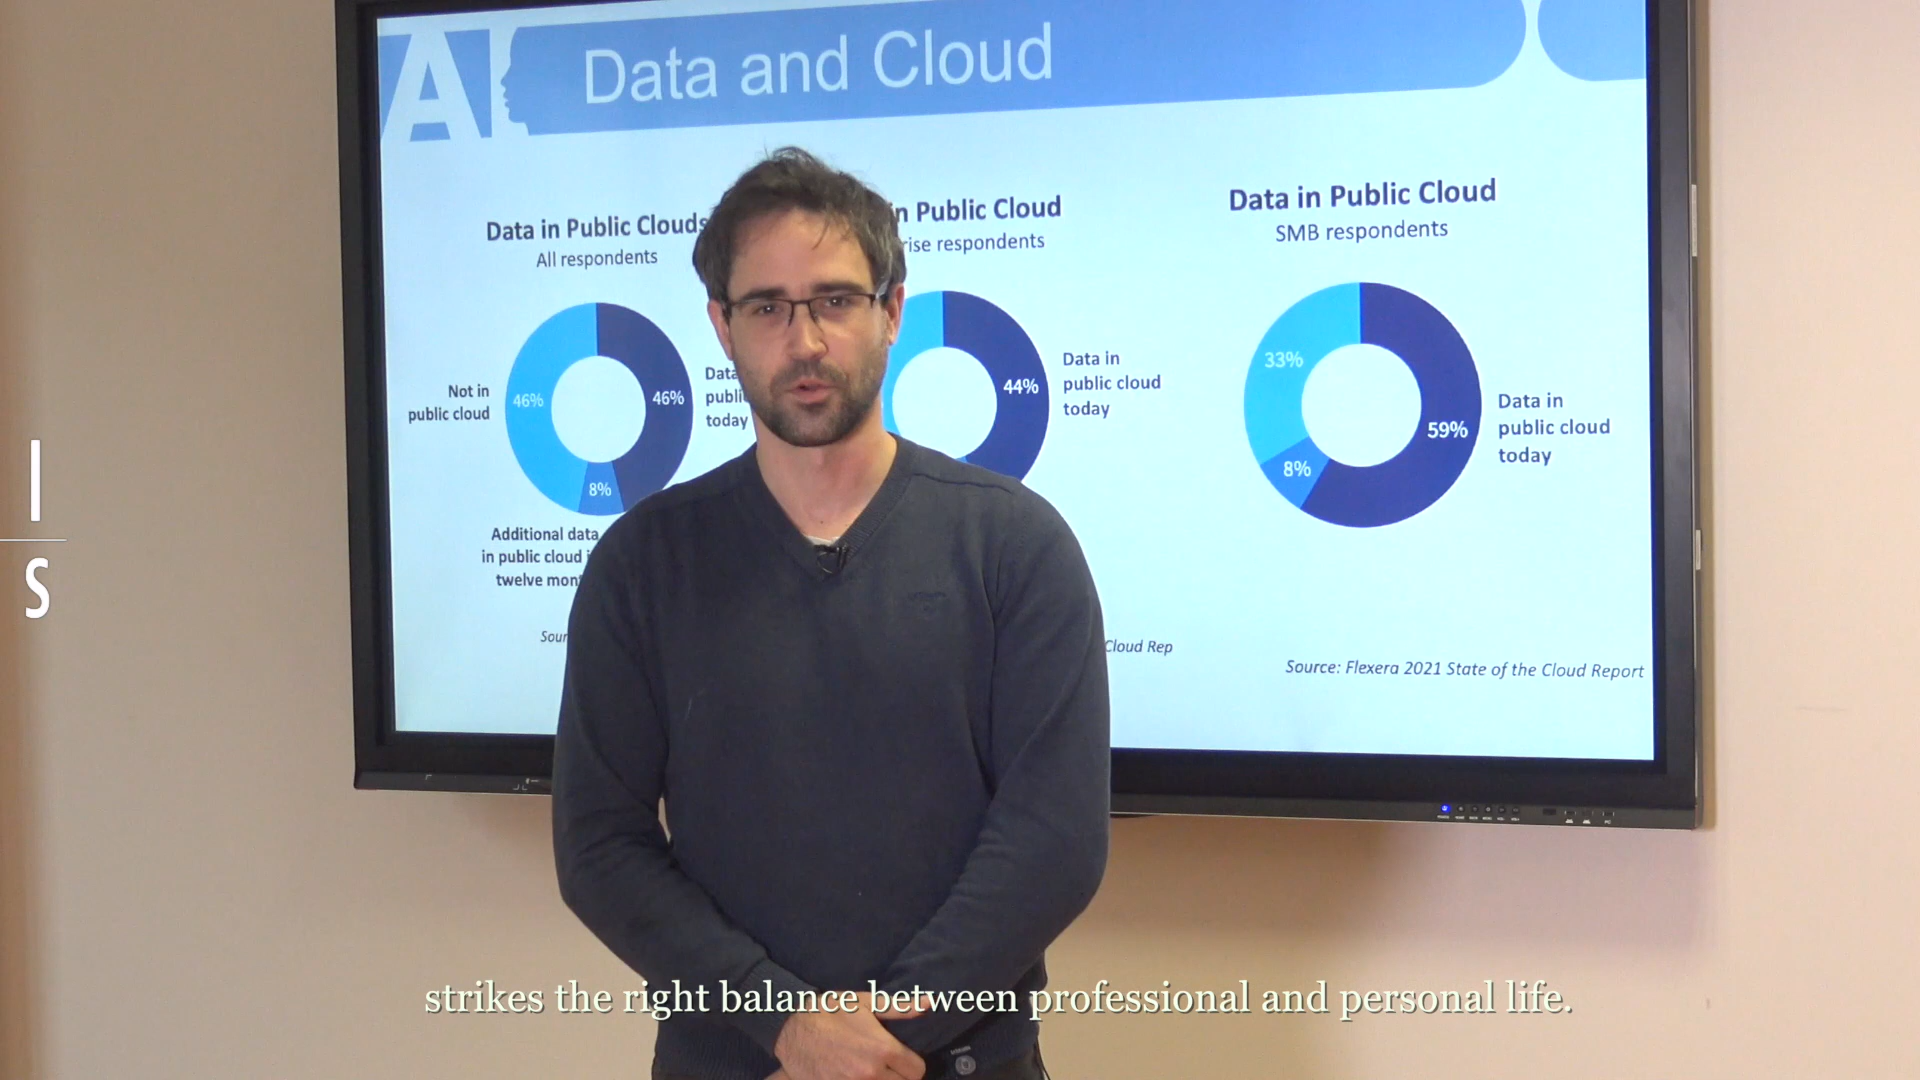 AI
Data and Cloud
Data in Public Clouds
All respondents
Not in
public cloud
46%
46%
8%
Data
today
Additional data
in public cloud
n Public Cloud
rise respondents
44%
Data in
public cloud
today
Cloud Rep
Data in Public Cloud
SMB respondents
33%
59%
8%
Data in
public cloud
today
Source: Flexera 2021 State of the Cloud Report
I
S
strikes the right balance between professional and personal life.